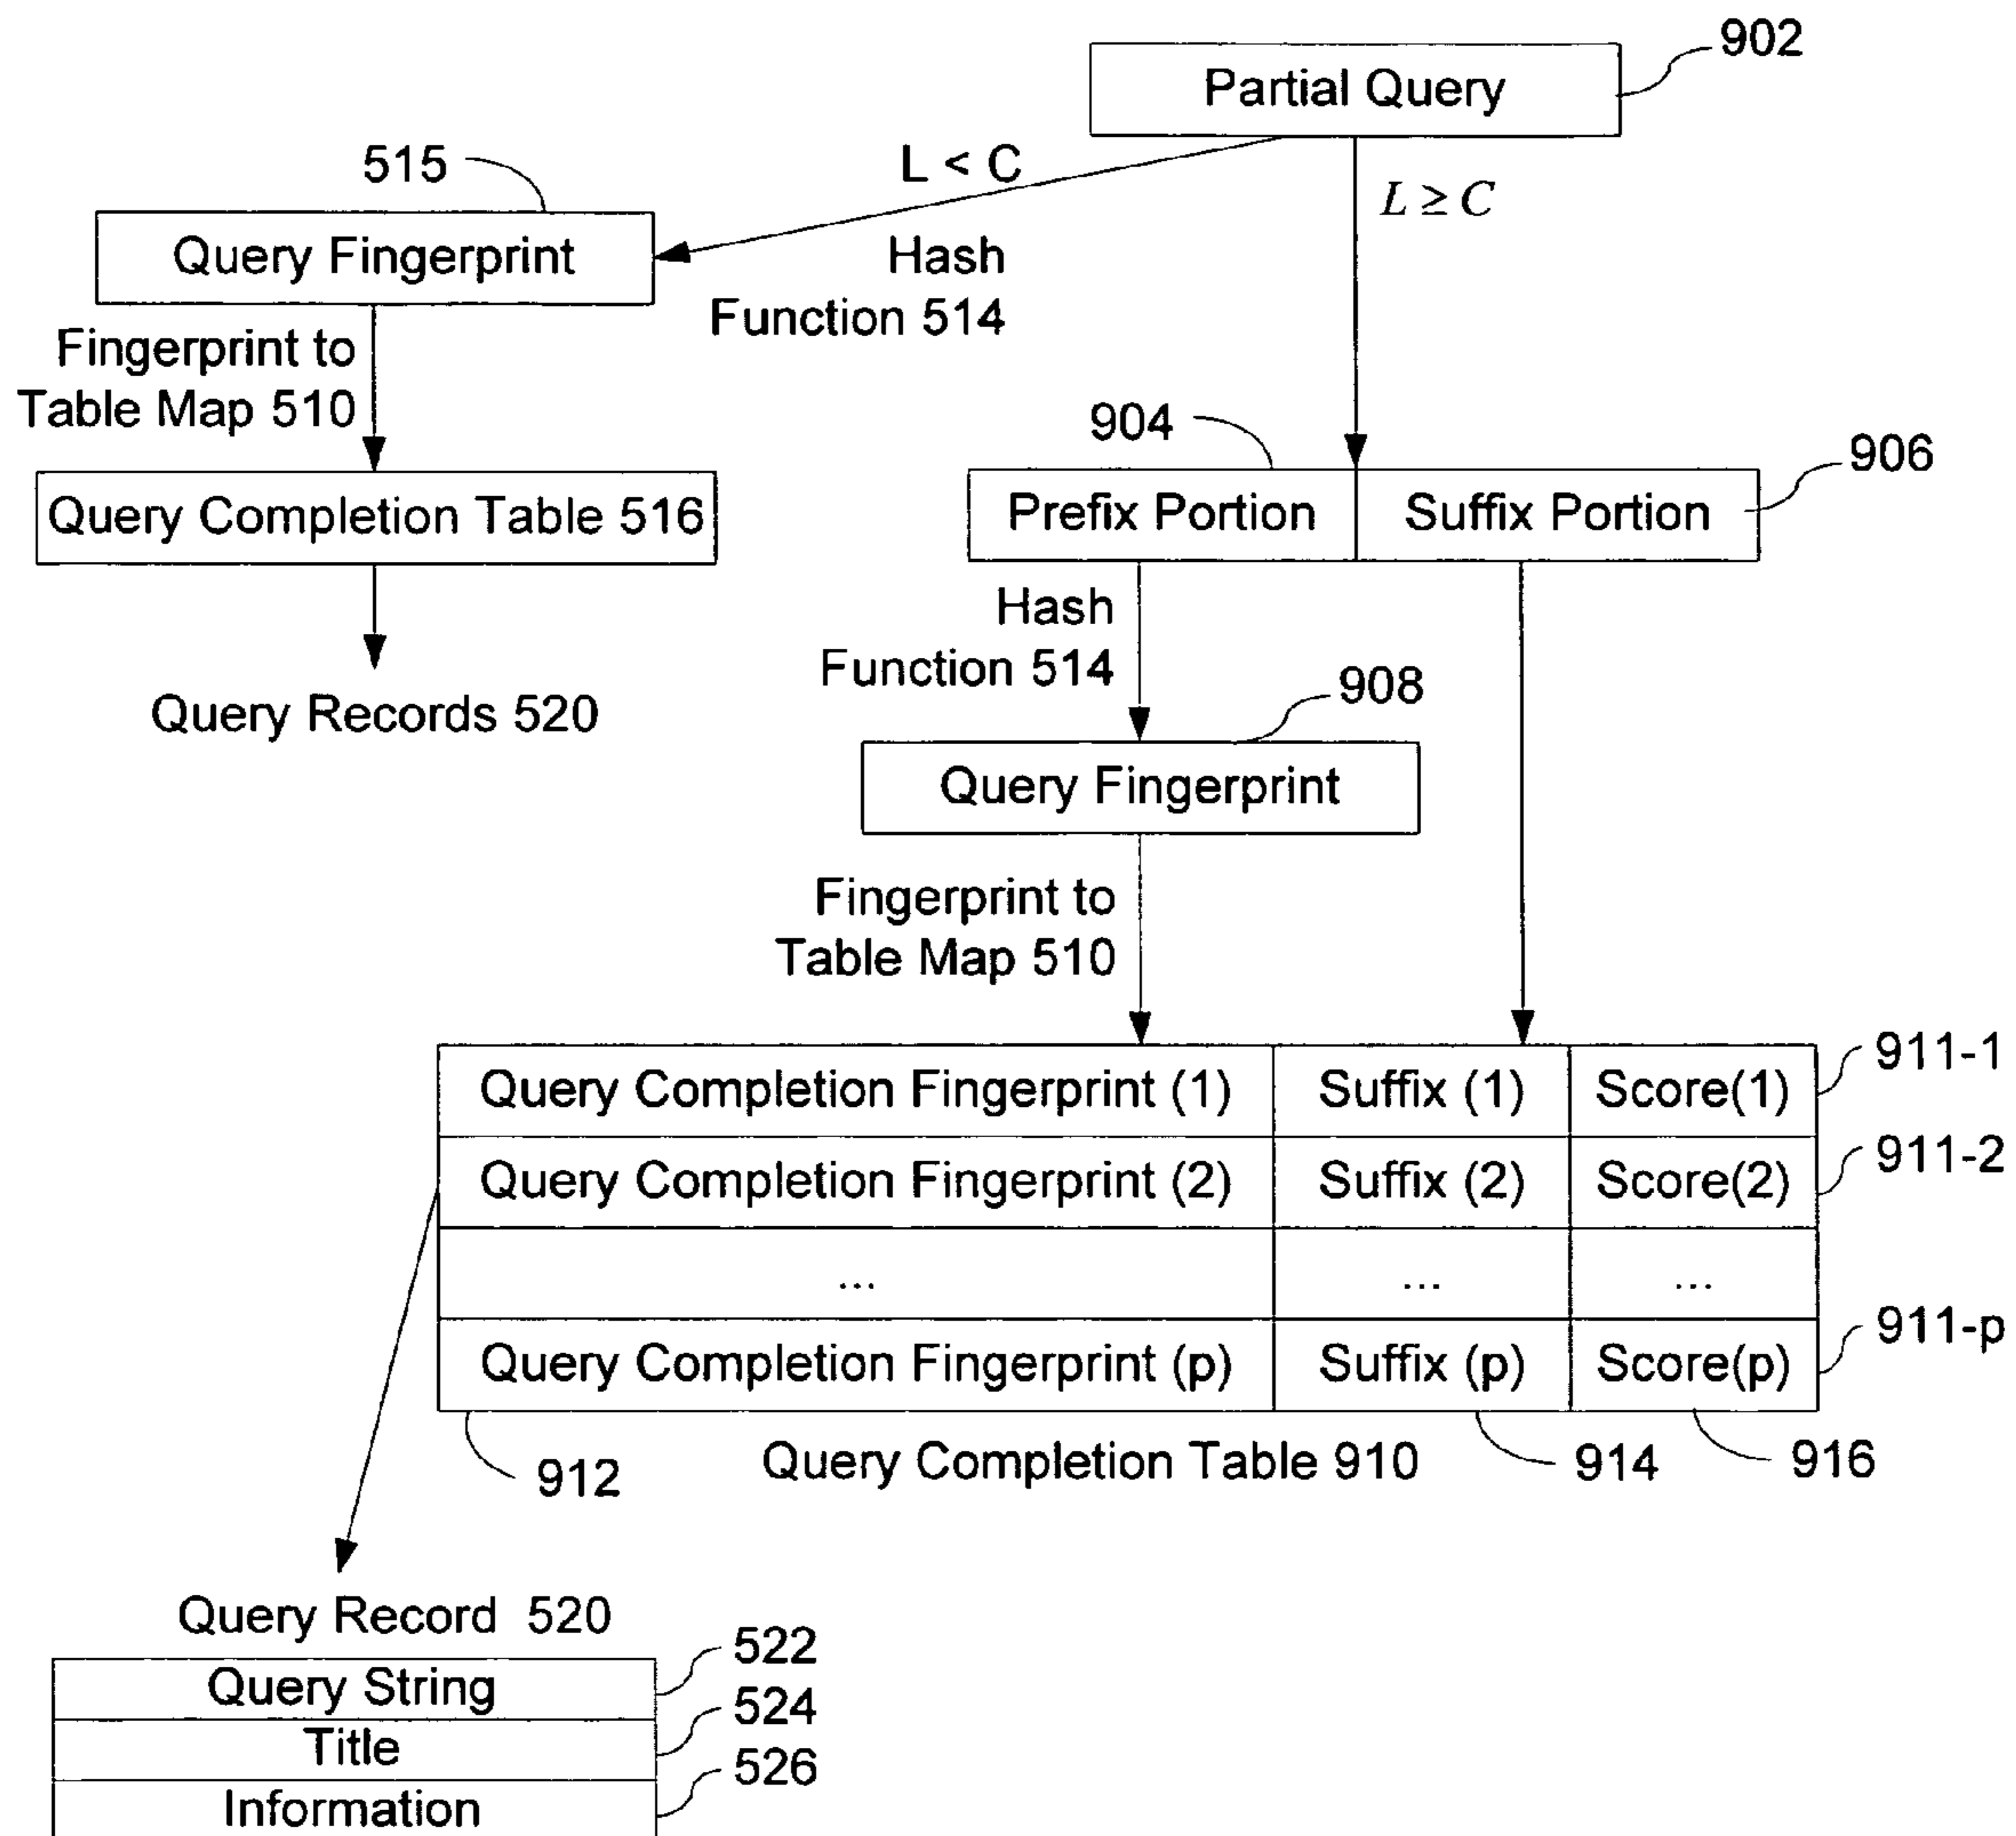 902
Partial Query
515
L < C
L ≥ C
Query Fingerprint
Hash
Function 514
Fingerprint to
Table Map 510
904
906
Query Completion Table 516
Prefix Portion
Suffix Portion
Hash
Function 514
Query Records 520
908
Query Fingerprint
Fingerprint to
Table Map 510
Query Completion Fingerprint (1) Suffix (1) Score(1) 911-1
Query Completion Fingerprint (2) Suffix (2) Score(2) 911-2
... ... ...
Query Completion Fingerprint (p) Suffix (p) Score(p) 911-p
912 Query Completion Table 910 914 916
Query Record 520
522
Query String
524
Title
526
Information